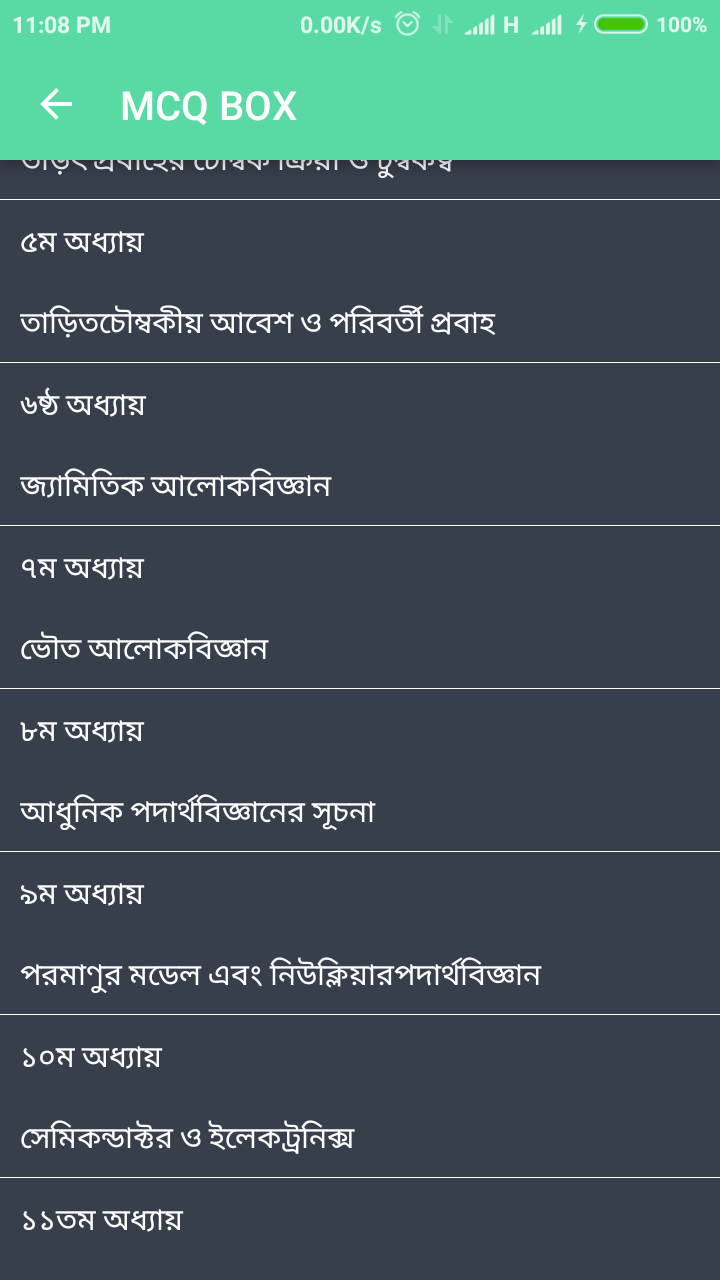 11:08 PM 0.00K/s H 100%
MCQ BOX
৫ম অধ্যায়
তাড়িতচৌম্বকীয় আবেশ ও পরিবর্তী প্রবাহ
৬ষ্ঠ অধ্যায়
জ্যামিতিক আলোকবিজ্ঞান
৭ম অধ্যায়
ভৌত আলোকবিজ্ঞান
৮ম অধ্যায়
আধুনিক পদার্থবিজ্ঞানের সূচনা
৯ম অধ্যায়
পরমাণুর মডেল এবং নিউক্লিয়ারপদার্থবিজ্ঞান
১০ম অধ্যায়
সেমিকন্ডাক্টর ও ইলেকট্রনিক্স
১১তম অধ্যায়